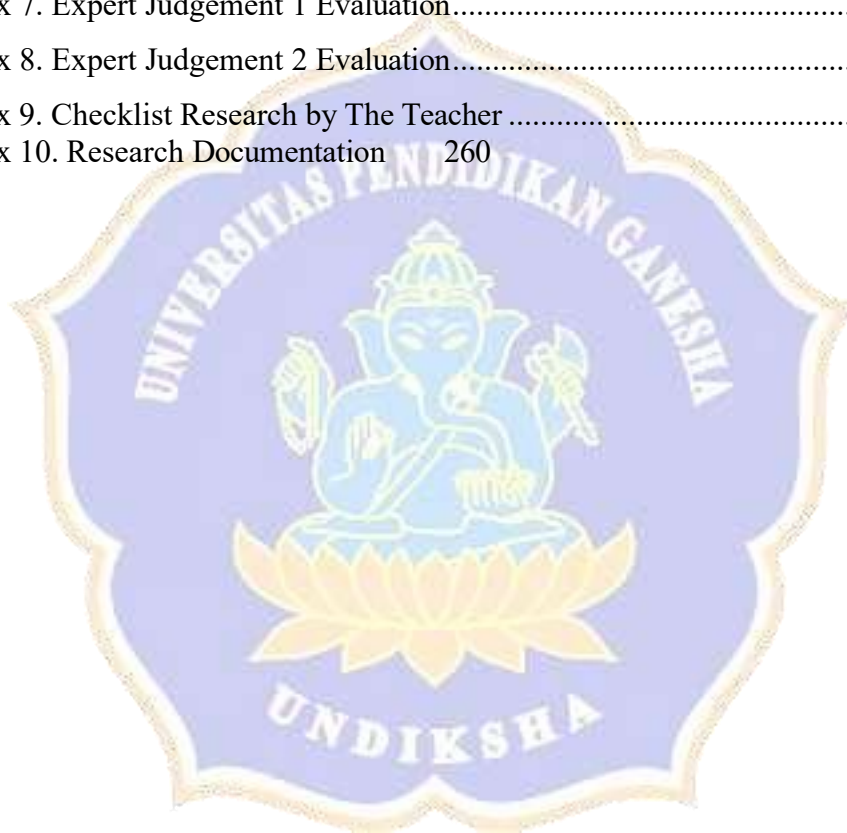 x 7. Expert Judgement 1 Evaluation............................................................
x 8. Expert Judgement 2 Evaluation............................................................
x 9. Checklist Research by The Teacher .....................................................
x 10. Research Documentation 260
UNIVERSITAS PENDIDIKAN GANESHA
UNDIKSHA